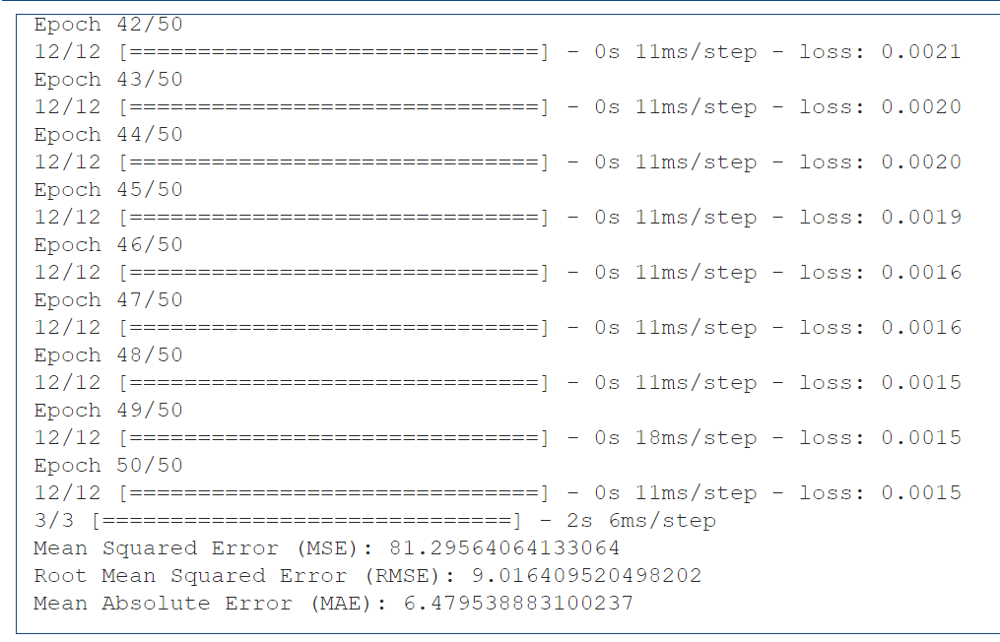 Epoch 42/50
12/12 [==============================] - 0s 11ms/step - loss: 0.0021
Epoch 43/50
12/12 [==============================] - 0s 11ms/step - loss: 0.0020
Epoch 44/50
12/12 [==============================] - 0s 11ms/step - loss: 0.0020
Epoch 45/50
12/12 [==============================] - 0s 11ms/step - loss: 0.0019
Epoch 46/50
12/12 [==============================] - 0s 11ms/step - loss: 0.0016
Epoch 47/50
12/12 [==============================] - 0s 11ms/step - loss: 0.0016
Epoch 48/50
12/12 [==============================] - 0s 11ms/step - loss: 0.0015
Epoch 49/50
12/12 [==============================] - 0s 18ms/step - loss: 0.0015
Epoch 50/50
12/12 [==============================] - 0s 11ms/step - loss: 0.0015
3/3 [==============================] - 2s 6ms/step
Mean Squared Error (MSE): 81.29564064133064
Root Mean Squared Error (RMSE): 9.016409520498202
Mean Absolute Error (MAE): 6.479538883100237